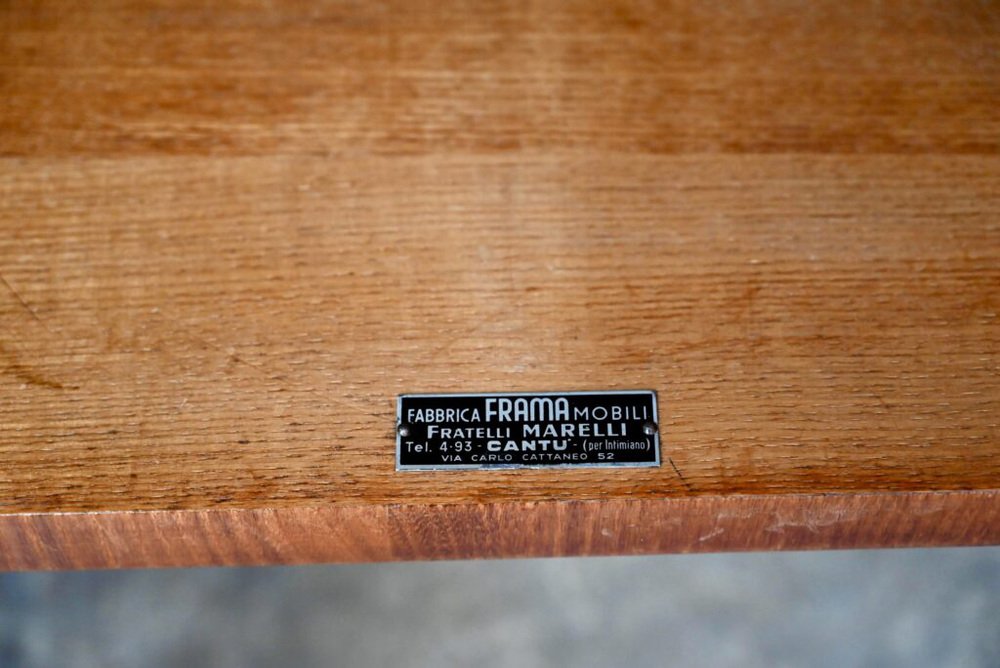 FABBRICA FRAMA MOBILI
FRATELLI MARELLI
Tel. 4-93 - CANTU' - (per Intimiano)
VIA CARLO CATTANEO 52